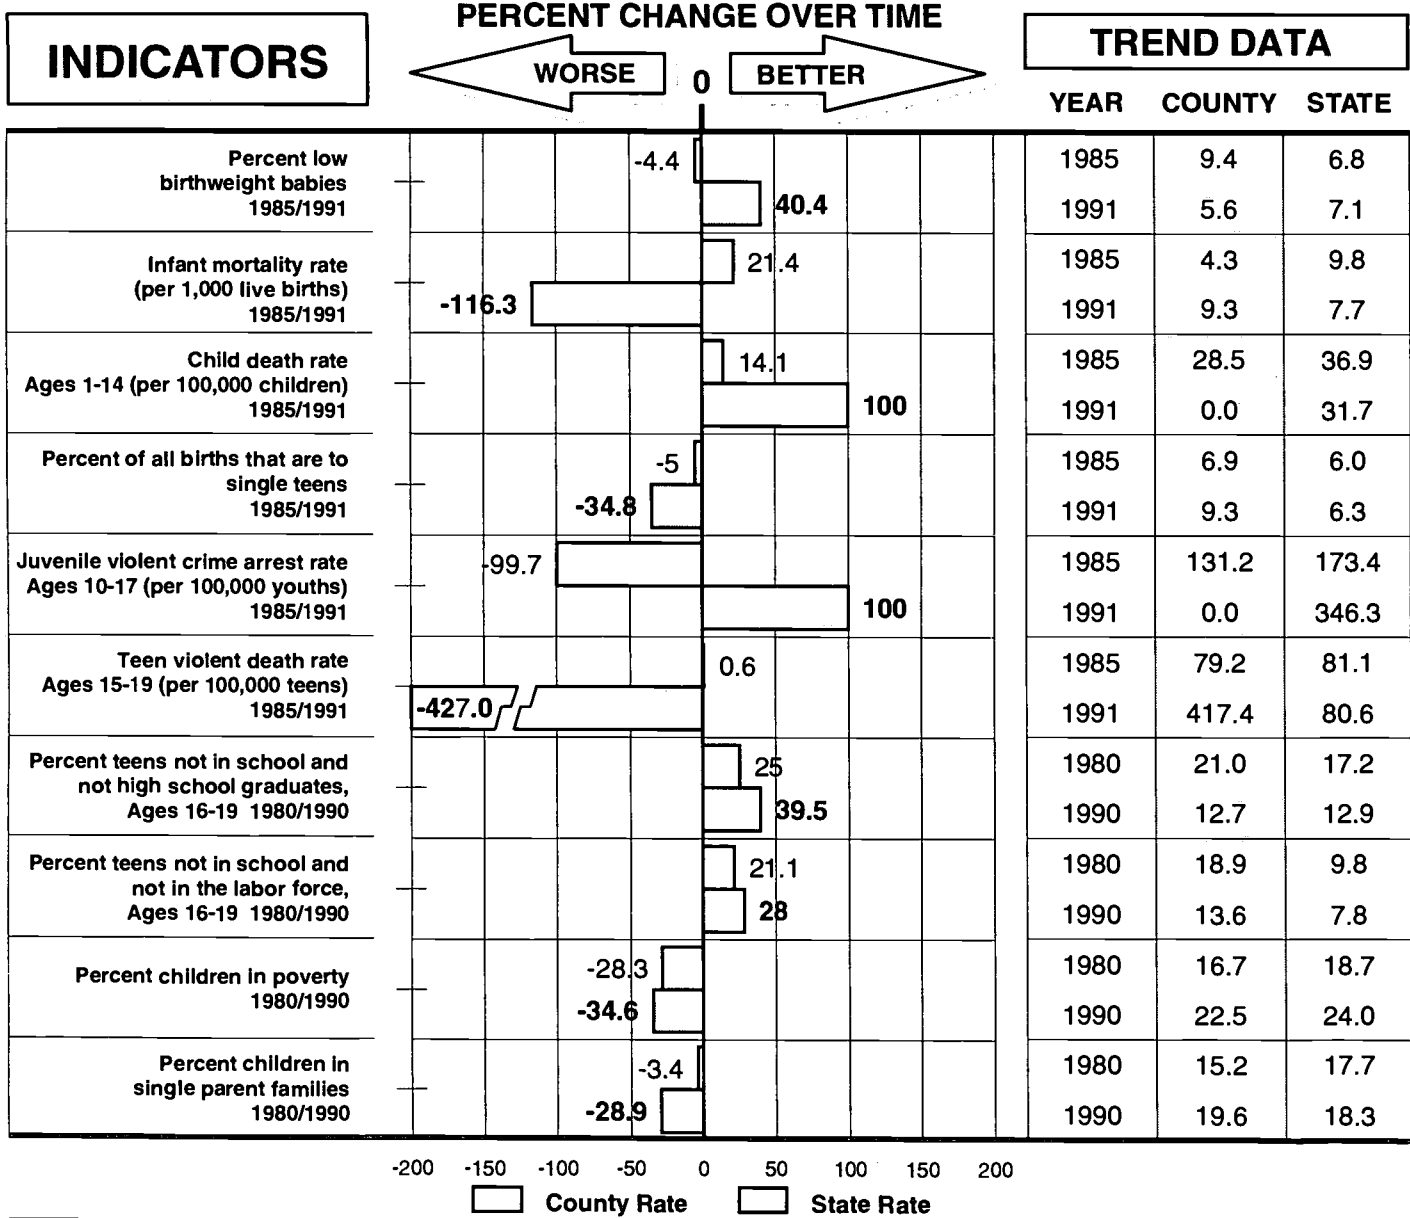 PERCENT CHANGE OVER TIME
INDICATORS
WORSE
0
BETTER
TREND DATA
YEAR COUNTY STATE
Percent low
birthweight babies
1985/1991
-4.4
40.4
1985 9.4 6.8
1991 5.6 7.1
Infant mortality rate
(per 1,000 live births)
1985/1991
21.4
-116.3
1985 4.3 9.8
1991 9.3 7.7
Child death rate
Ages 1-14 (per 100,000 children)
1985/1991
14.1
100
1985 28.5 36.9
1991 0.0 31.7
Percent of all births that are to
single teens
1985/1991
-5
-34.8
1985 6.9 6.0
1991 9.3 6.3
Juvenile violent crime arrest rate
Ages 10-17 (per 100,000 youths)
1985/1991
-99.7
100
1985 131.2 173.4
1991 0.0 346.3
Teen violent death rate
Ages 15-19 (per 100,000 teens)
1985/1991
0.6
-427.0
1985 79.2 81.1
1991 417.4 80.6
Percent teens not in school and
not high school graduates,
Ages 16-19 1980/1990
25
39.5
1980 21.0 17.2
1990 12.7 12.9
Percent teens not in school and
not in the labor force,
Ages 16-19 1980/1990
21.1
28
1980 18.9 9.8
1990 13.6 7.8
Percent children in poverty
1980/1990
-28.3
-34.6
1980 16.7 18.7
1990 22.5 24.0
Percent children in
single parent families
1980/1990
-3.4
-28.9
1980 15.2 17.7
1990 19.6 18.3
-200 -150 -100 -50 0 50 100 150 200
County Rate State Rate